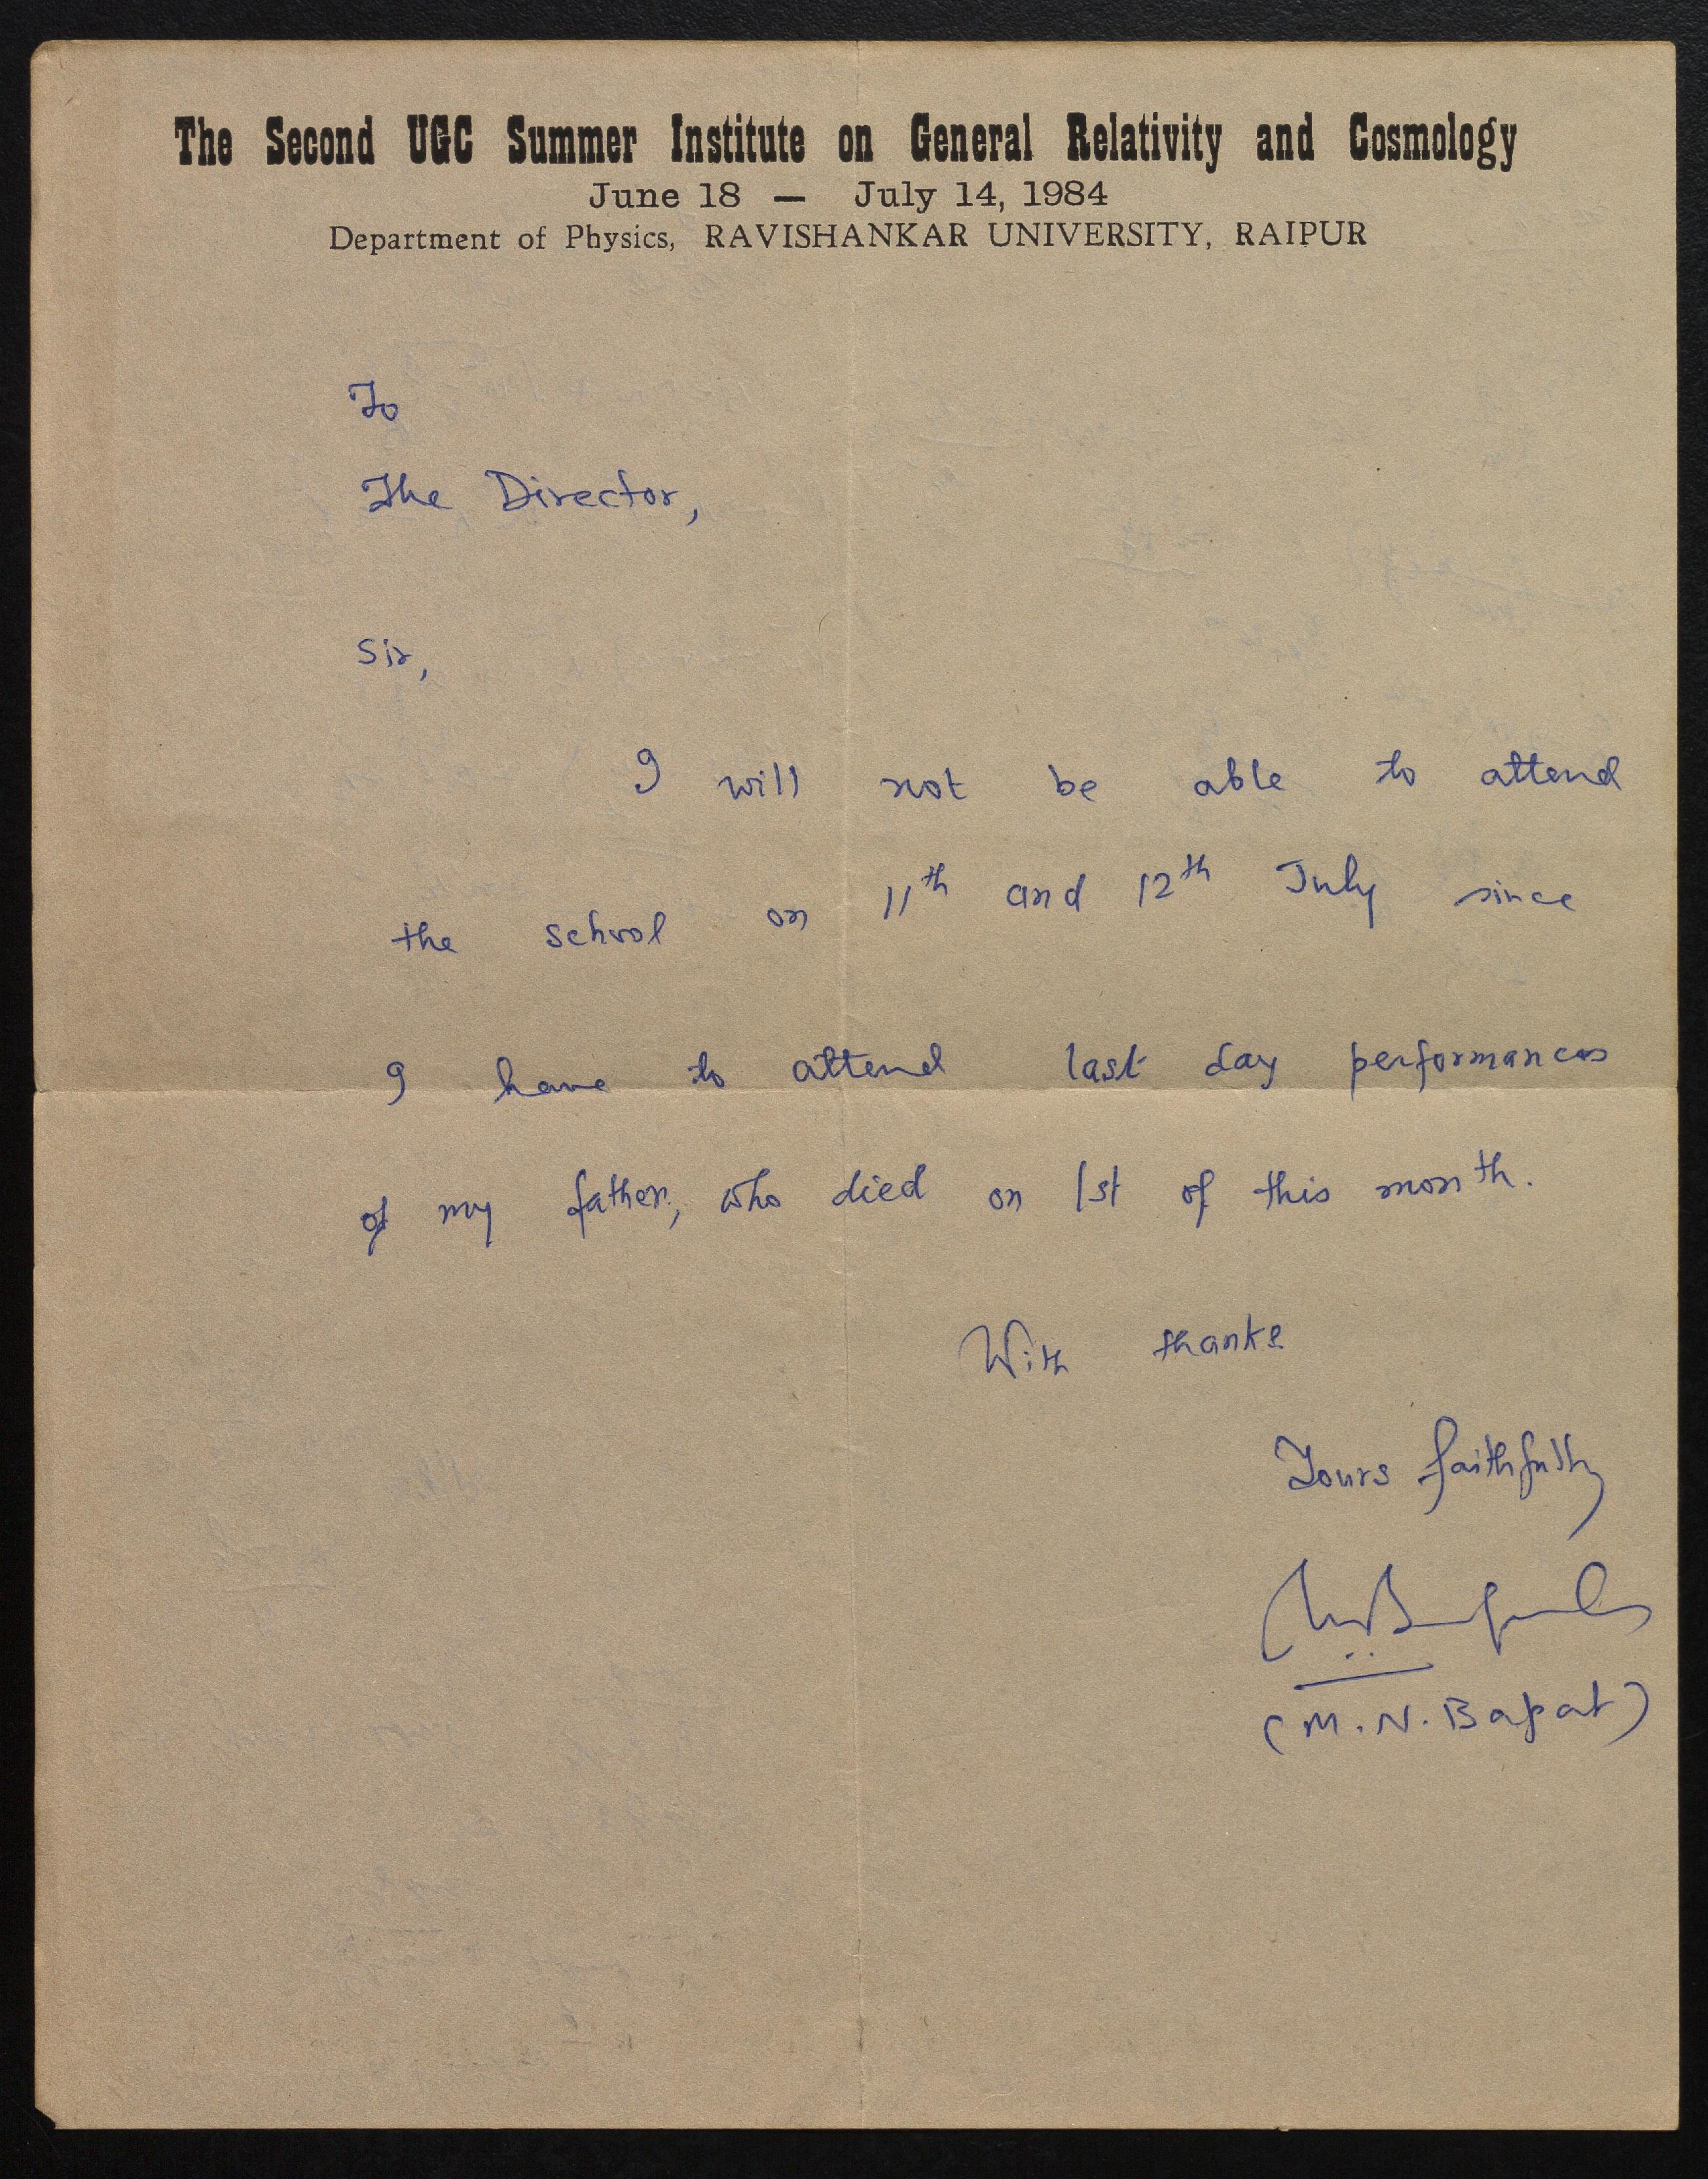 The Second UGC Summer Institute on General Relativity and Cosmology
June 18 — July 14, 1984
Department of Physics, RAVISHANKAR UNIVERSITY, RAIPUR
To
The Director,
Sir,
I will not be able to attend
the school on 11th and 12th July since
I have to attend last day performances
of my father, who died on 1st of this month.
With thanks
Yours faithfully
(M. N. Bapat)